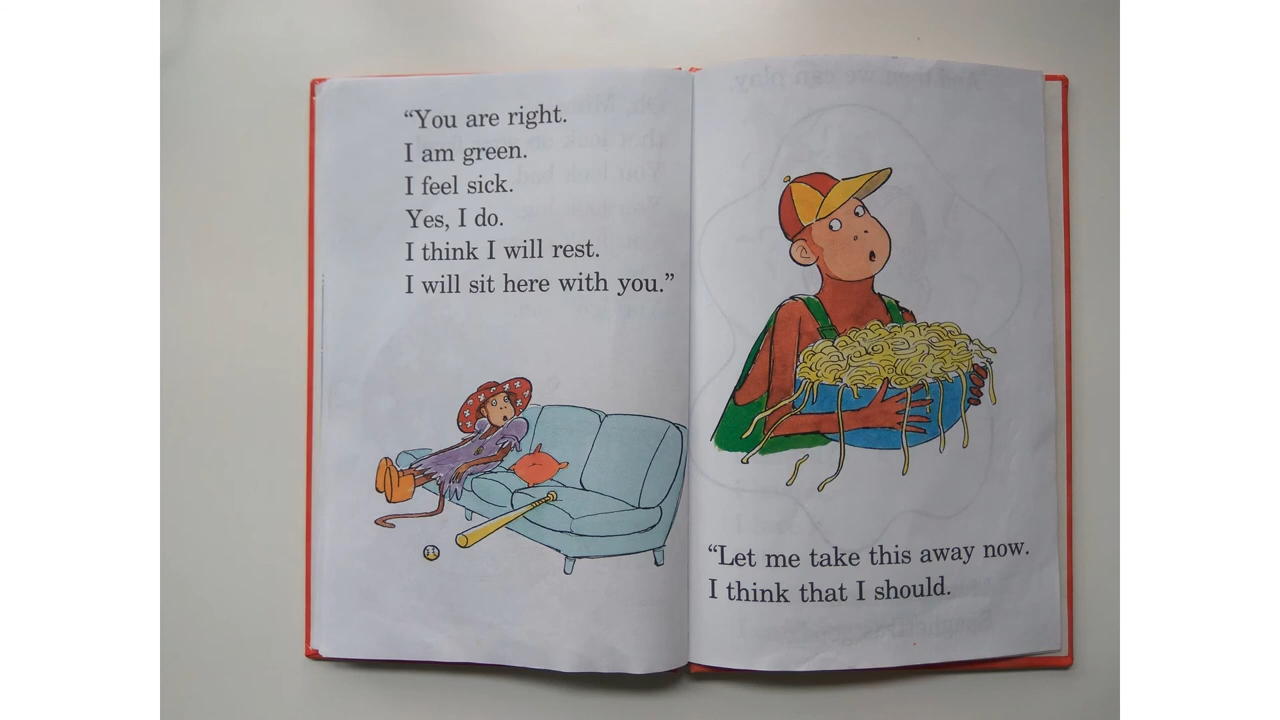 “You are right.
I am green.
I feel sick.
Yes, I do.
I think I will rest.
I will sit here with you.”
“Let me take this away now.
I think that I should.